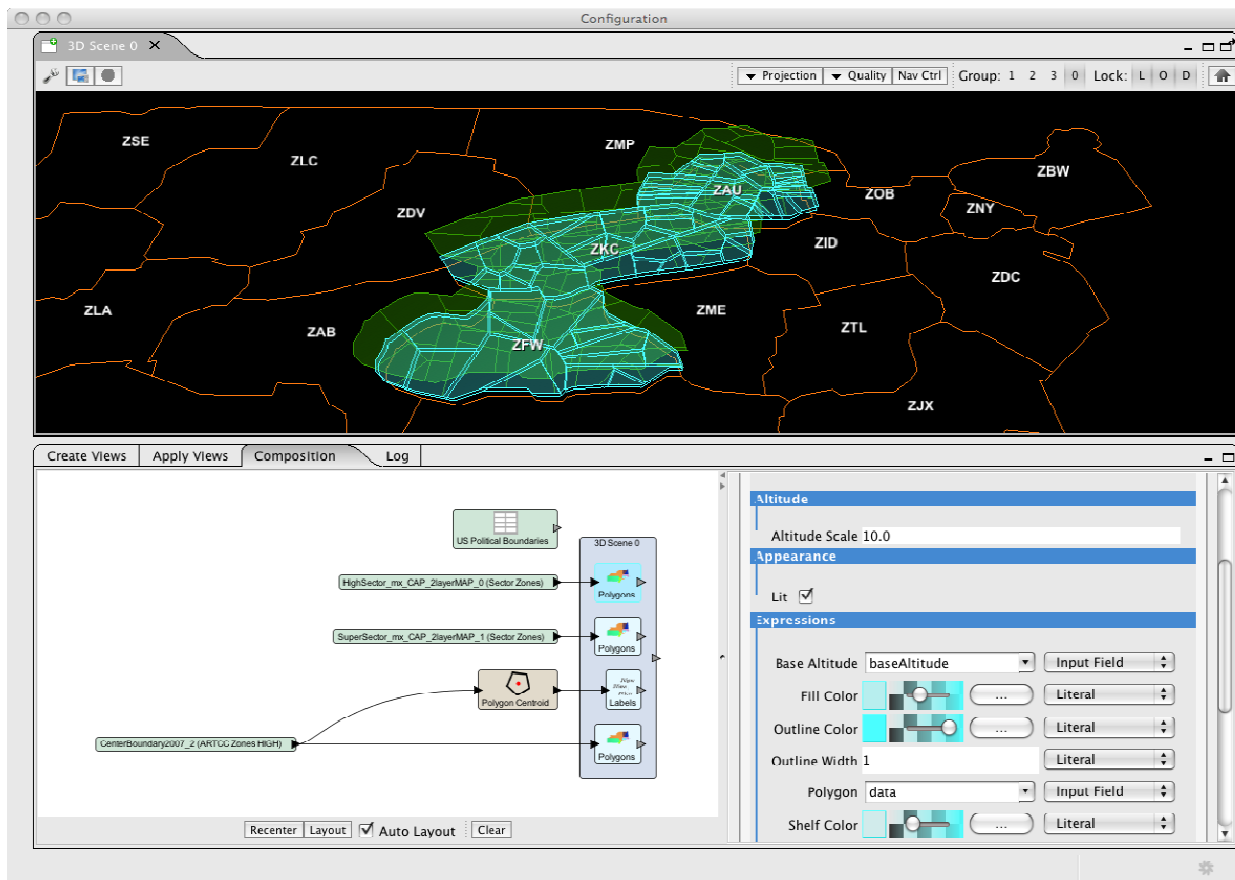 Configuration
3D Scene 0
Projection Quality Nav Ctrl Group: 1 2 3 0 Lock: L O D
ZSE
ZLC
ZMP
ZBW
ZAU
ZOB
ZNY
ZDV
ZKC
ZID
ZDC
ZLA
ZAB
ZME
ZTL
ZFW
ZJX
Create Views Apply Views Composition Log
US Political Boundaries
3D Scene 0
HighSector_mx_CAP_2layerMAP_0 (Sector Zones)
Polygons
SuperSector_mx_CAP_2layerMAP_1 (Sector Zones)
Polygons
Polygon Centroid
Labels
CenterBoundary2007_2 (ARTCC Zones HIGH)
Polygons
Recenter Layout Auto Layout Clear
Altitude
Altitude Scale 10.0
Appearance
Lit
Expressions
Base Altitude baseAltitude Input Field
Fill Color ... Literal
Outline Color ... Literal
Outline Width 1 Literal
Polygon data Input Field
Shelf Color ... Literal